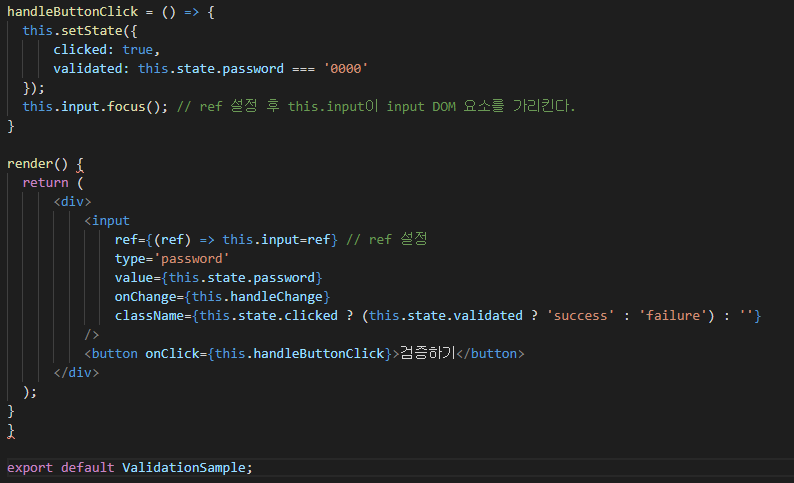 handleButtonClick = () => {
this.setState({
clicked: true,
validated: this.state.password === '0000'
});
this.input.focus(); // ref 설정 후 this.input이 input DOM 요소를 가리킨다.
}
render() {
return (
<div>
<input
ref={(ref) => this.input=ref} // ref 설정
type='password'
value={this.state.password}
onChange={this.handleChange}
className={this.state.clicked ? (this.state.validated ? 'success' : 'failure') : ''}
/>
<button onClick={this.handleButtonClick}>검증하기</button>
</div>
);
}
}
export default ValidationSample;